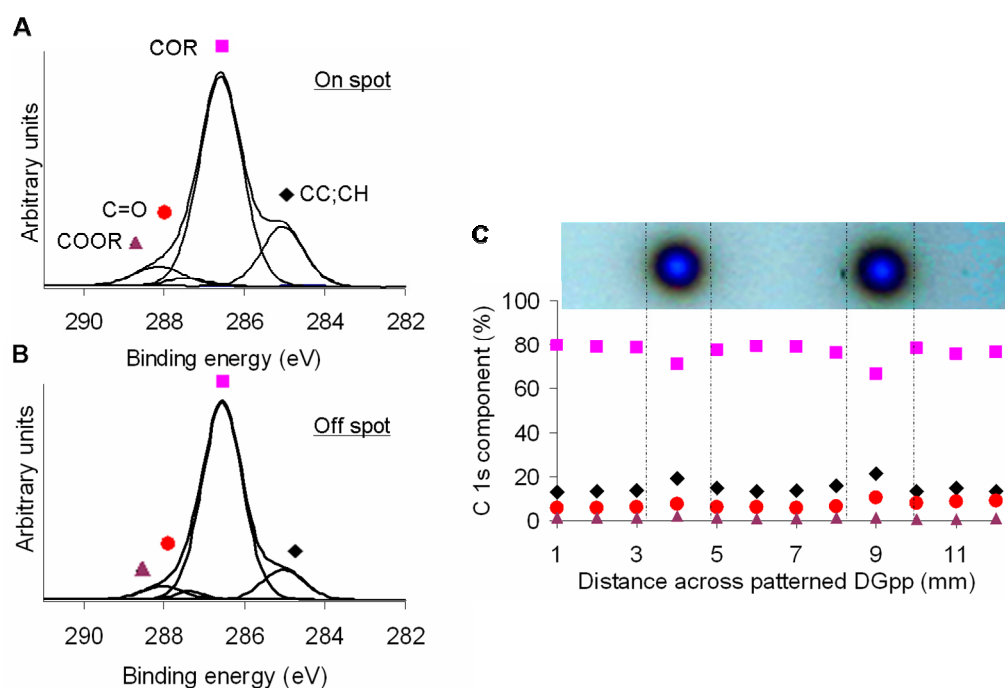 A
COR
On spot
CC;CH
C=O
COOR
Arbitrary units
290 288 286 284 282
Binding energy (eV)
B
Off spot
Arbitrary units
290 288 286 284 282
Binding energy (eV)
C
100
80
60
40
20
0
C 1s component (%)
1 3 5 7 9 11
Distance across patterned DGpp (mm)